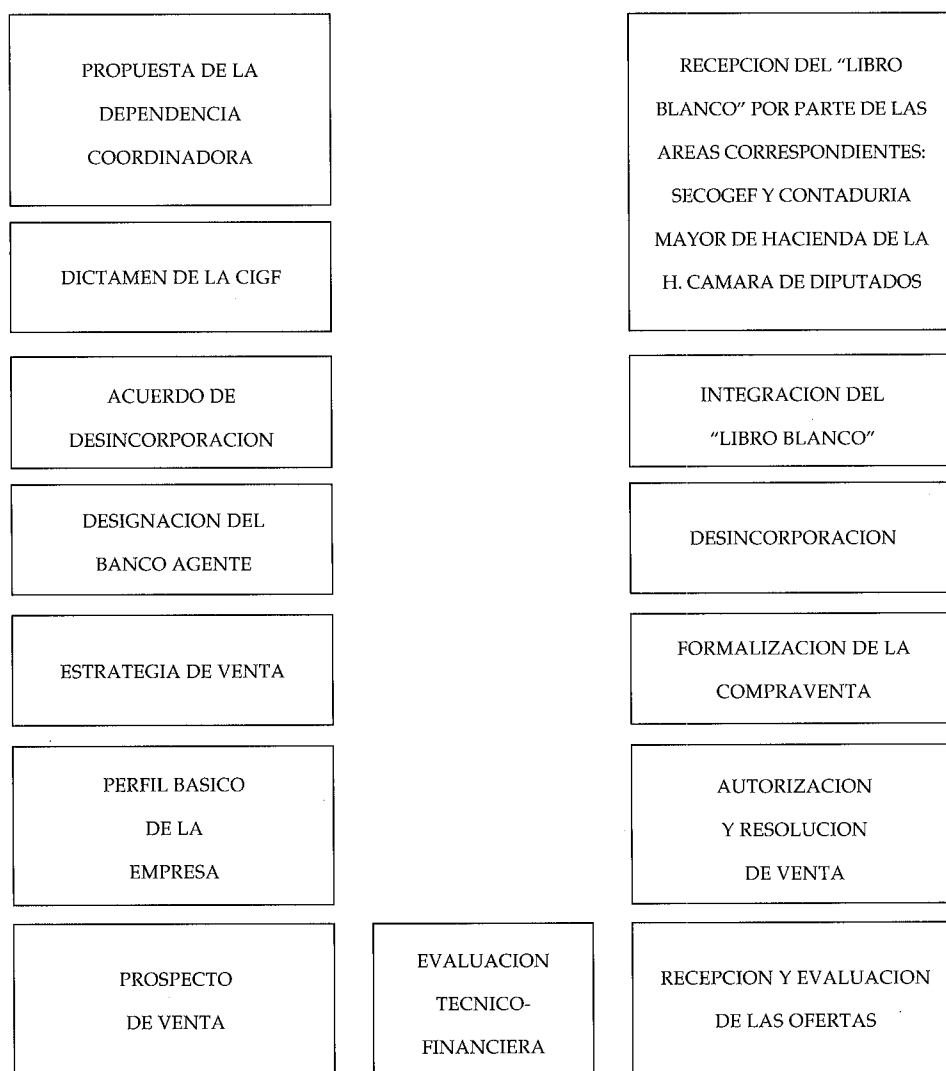 PROPUESTA DE LA
DEPENDENCIA
COORDINADORA
DICTAMEN DE LA CIGF
ACUERDO DE
DESINCORPORACION
DESIGNACION DEL
BANCO AGENTE
ESTRATEGIA DE VENTA
PERFIL BASICO
DE LA
EMPRESA
PROSPECTO
DE VENTA
EVALUACION
TECNICO-
FINANCIERA
RECEPCION Y EVALUACION
DE LAS OFERTAS
AUTORIZACION
Y RESOLUCION
DE VENTA
FORMALIZACION DE LA
COMPRAVENTA
DESINCORPORACION
INTEGRACION DEL
"LIBRO BLANCO"
RECEPCION DEL "LIBRO
BLANCO" POR PARTE DE LAS
AREAS CORRESPONDIENTES:
SECOGEF Y CONTADURIA
MAYOR DE HACIENDA DE LA
H. CAMARA DE DIPUTADOS